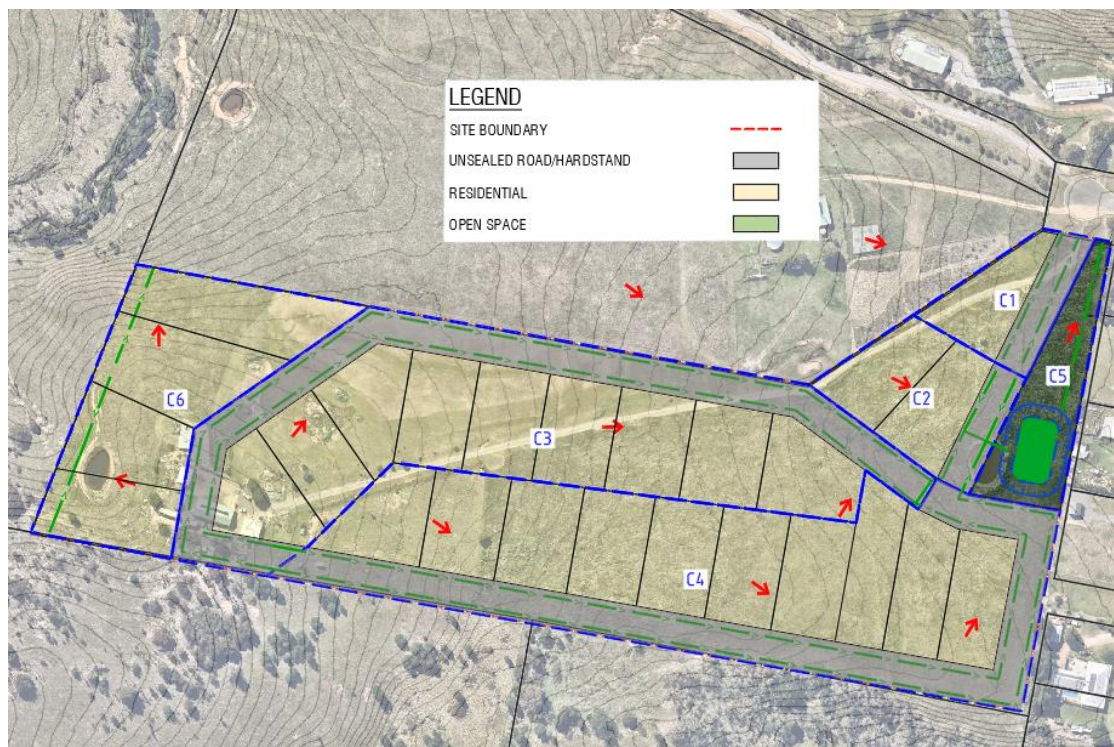 LEGEND
SITE BOUNDARY
UNSEALED ROAD/HARDSTAND
RESIDENTIAL
OPEN SPACE
C1
C5
C2
C6
C3
C4